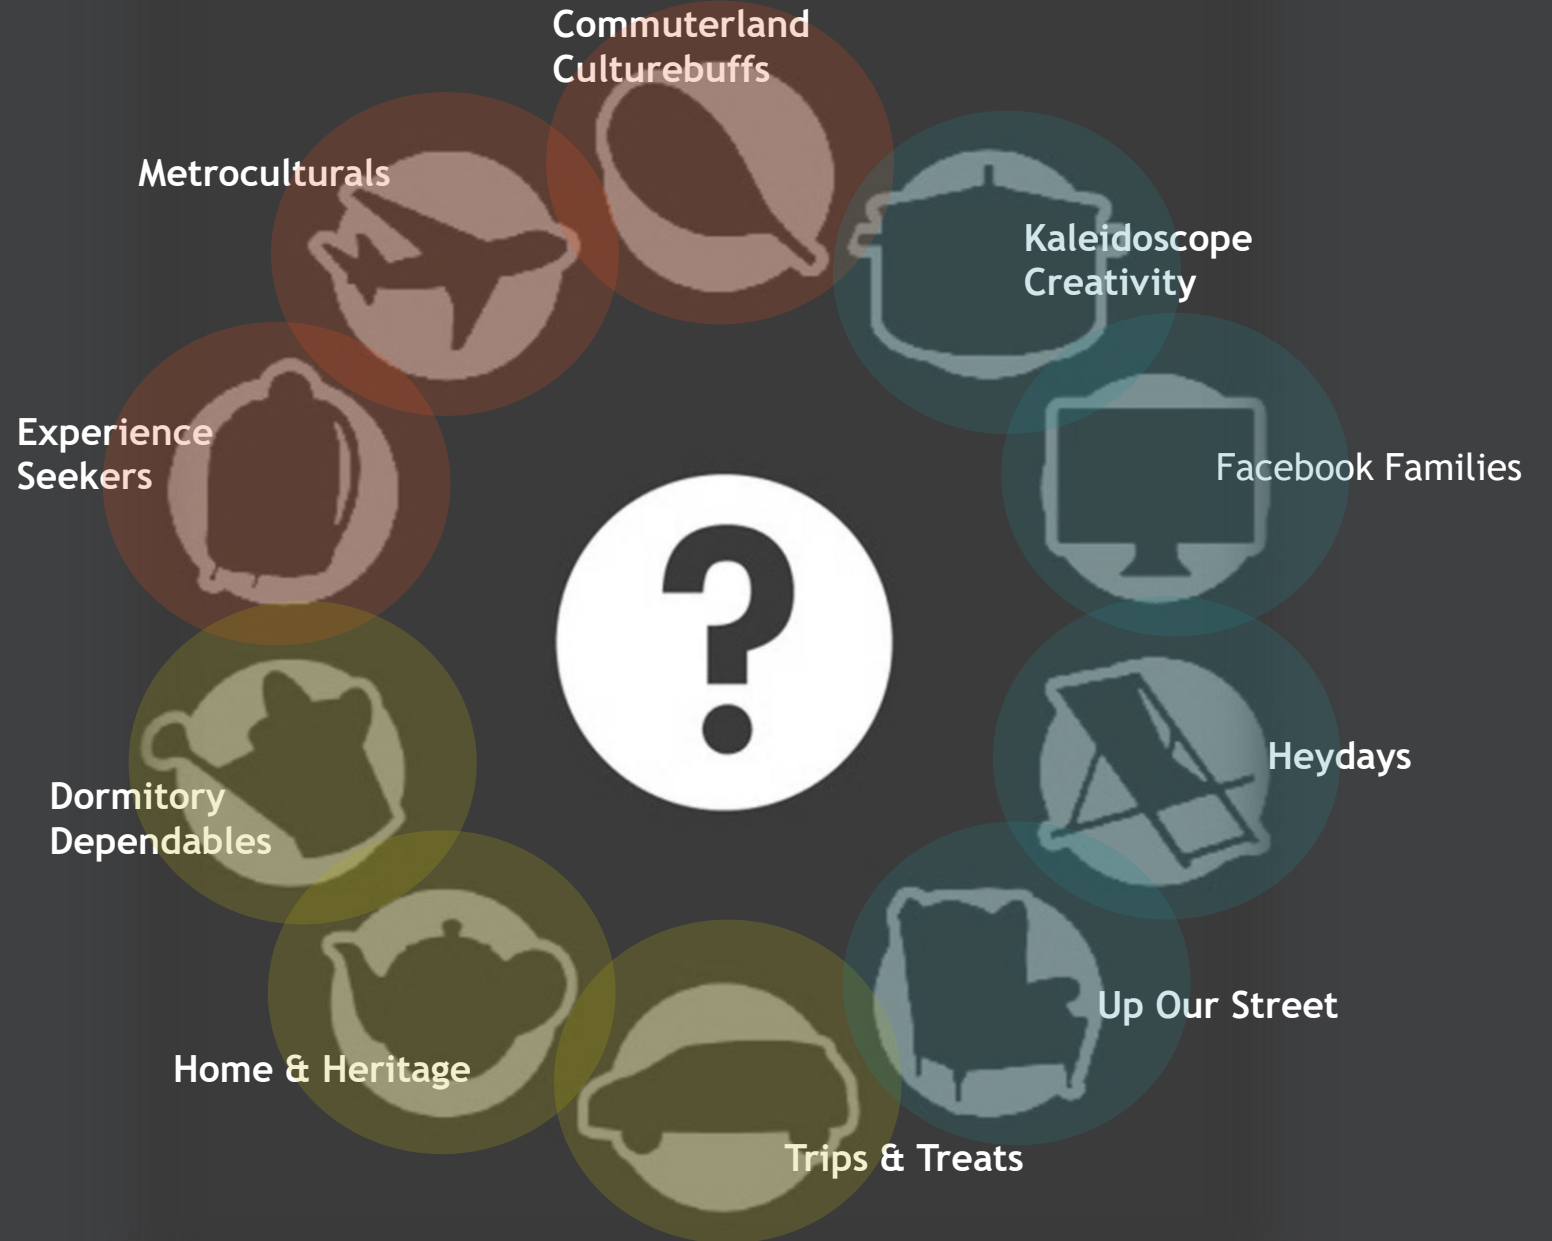 Commuterland
Culturebuffs
Metroculturals
Kaleidoscope
Creativity
Experience
Seekers
Facebook Families
?
Heydays
Dormitory
Dependables
Up Our Street
Home & Heritage
Trips & Treats